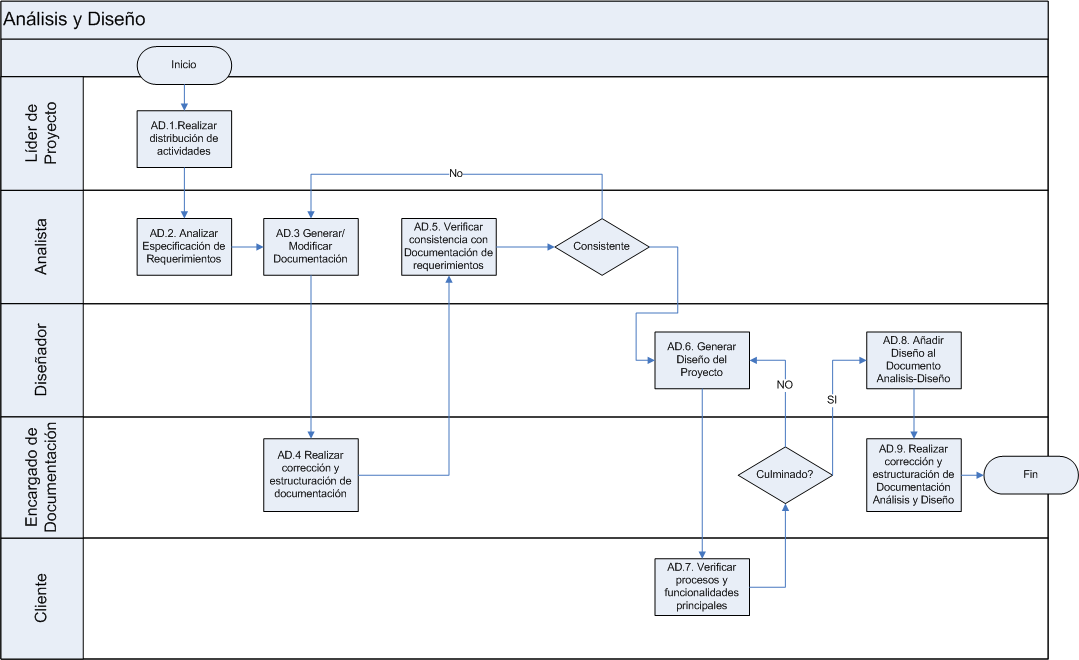 Análisis y Diseño
Inicio
Líder de
Proyecto
AD.1.Realizar
distribución de
actividades
No
Analista
AD.2. Analizar
Especificación de
Requerimientos
AD.3 Generar/
Modificar
Documentación
AD.5. Verificar
consistencia con
Documentación de
requerimientos
Consistente
Diseñador
AD.6. Generar
Diseño del
Proyecto
NO
SI
AD.8. Añadir
Diseño al
Documento
Analisis-Diseño
Encargado de
Documentación
AD.4 Realizar
corrección y
estructuración de
documentación
Culminado?
AD.9. Realizar
corrección y
estructuración de
Documentación
Análisis y Diseño
Fin
Cliente
AD.7. Verificar
procesos y
funcionalidades
principales